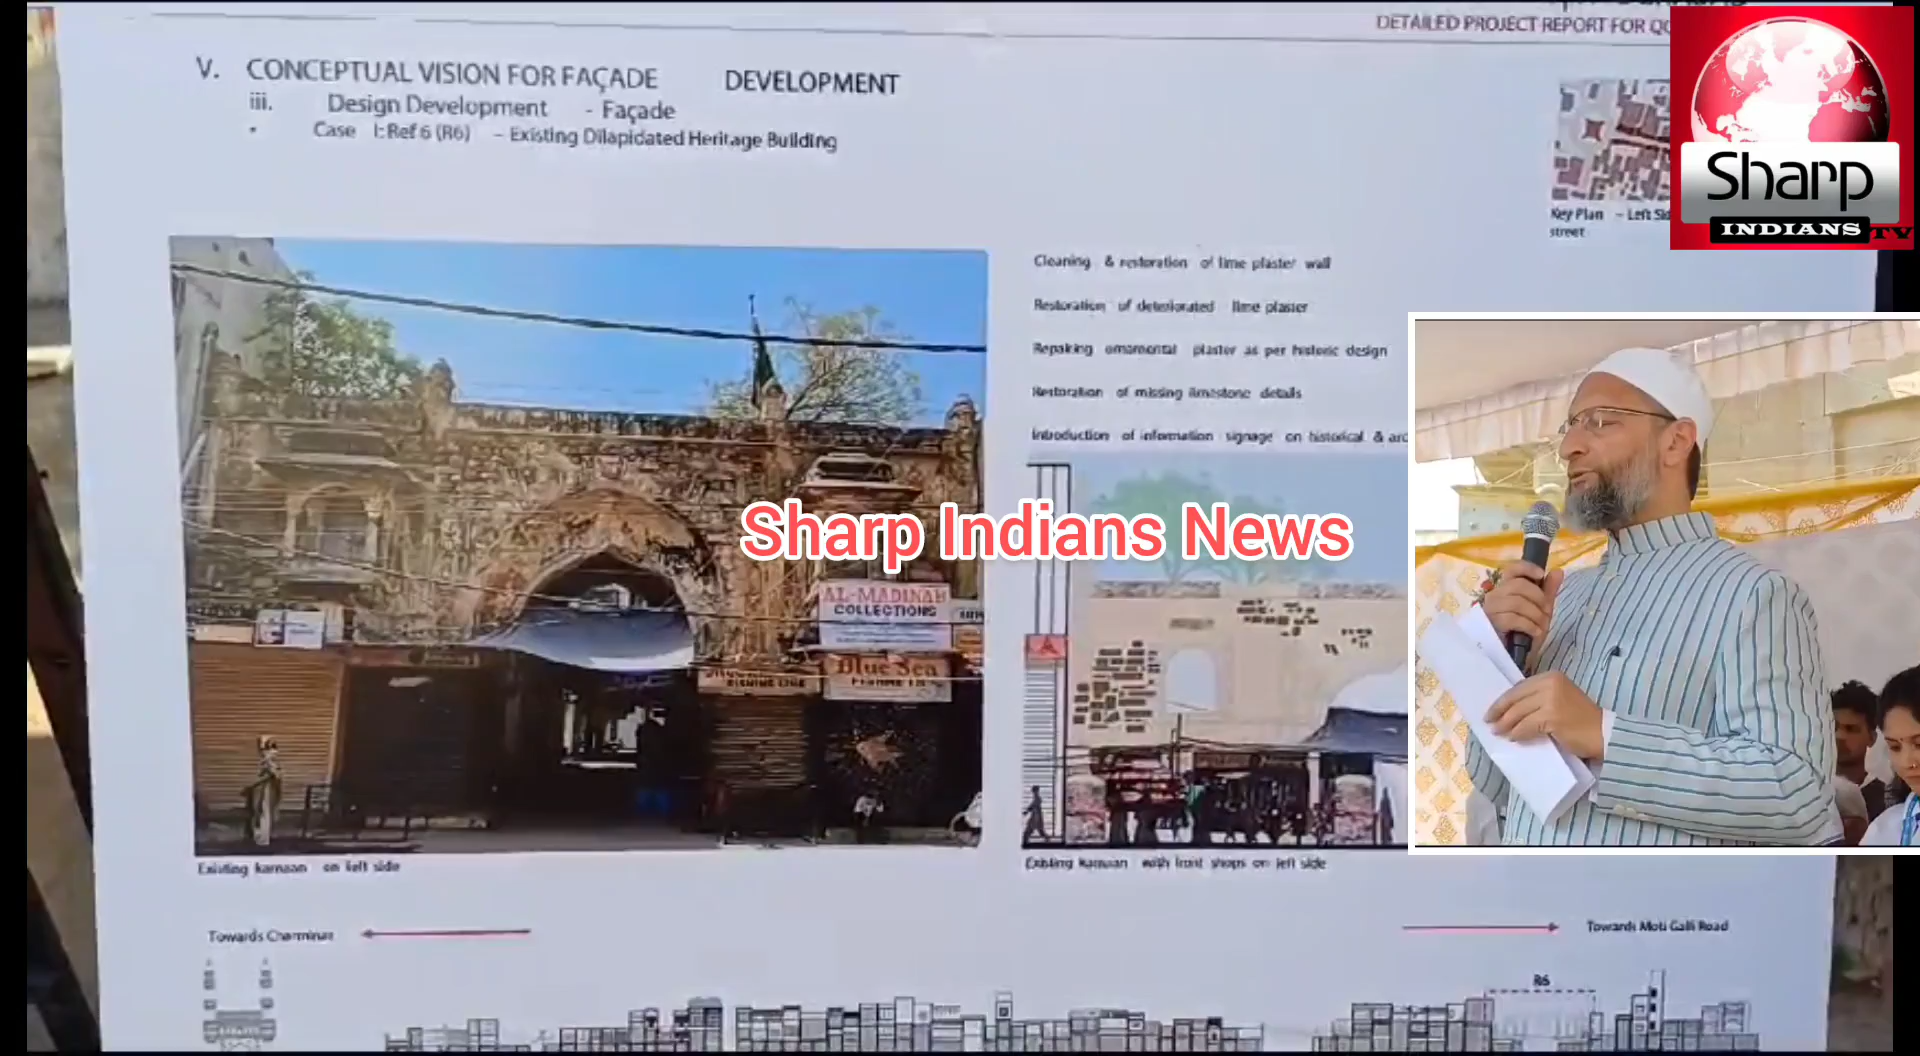 DETAILED PROJECT REPORT FOR
V. CONCEPTUAL VISION FOR FAÇADE DEVELOPMENT
iii. Design Development - Façade
• Case I: Ref 6 (R6) - Existing Dilapidated Heritage Building
Sharp
INDIANS TV
Key Plan - Left
street
Cleaning & restoration of lime plaster wall
Restoration of deteriorated lime plaster
Repairing ornamental plaster as per historic design
Restoration of missing limestone details
Introduction of information signage on historical &
Sharp Indians News
AL-MADINAH
COLLECTIONS
Blue Sea
Existing kamaan on left side
Existing Kamaan with front shops on left side
Towards Charminar
Towards Moti Galli Road
R6